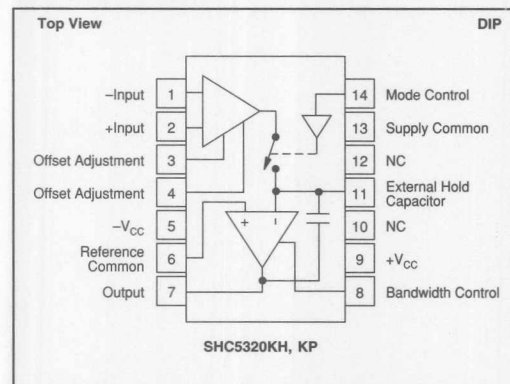 Top View
DIP
–Input 1
+Input 2
Offset Adjustment 3
Offset Adjustment 4
–VCC 5
Reference
Common 6
Output 7
14 Mode Control
13 Supply Common
12 NC
11 External Hold
Capacitor
10 NC
9 +VCC
8 Bandwidth Control
+ –
SHC5320KH, KP